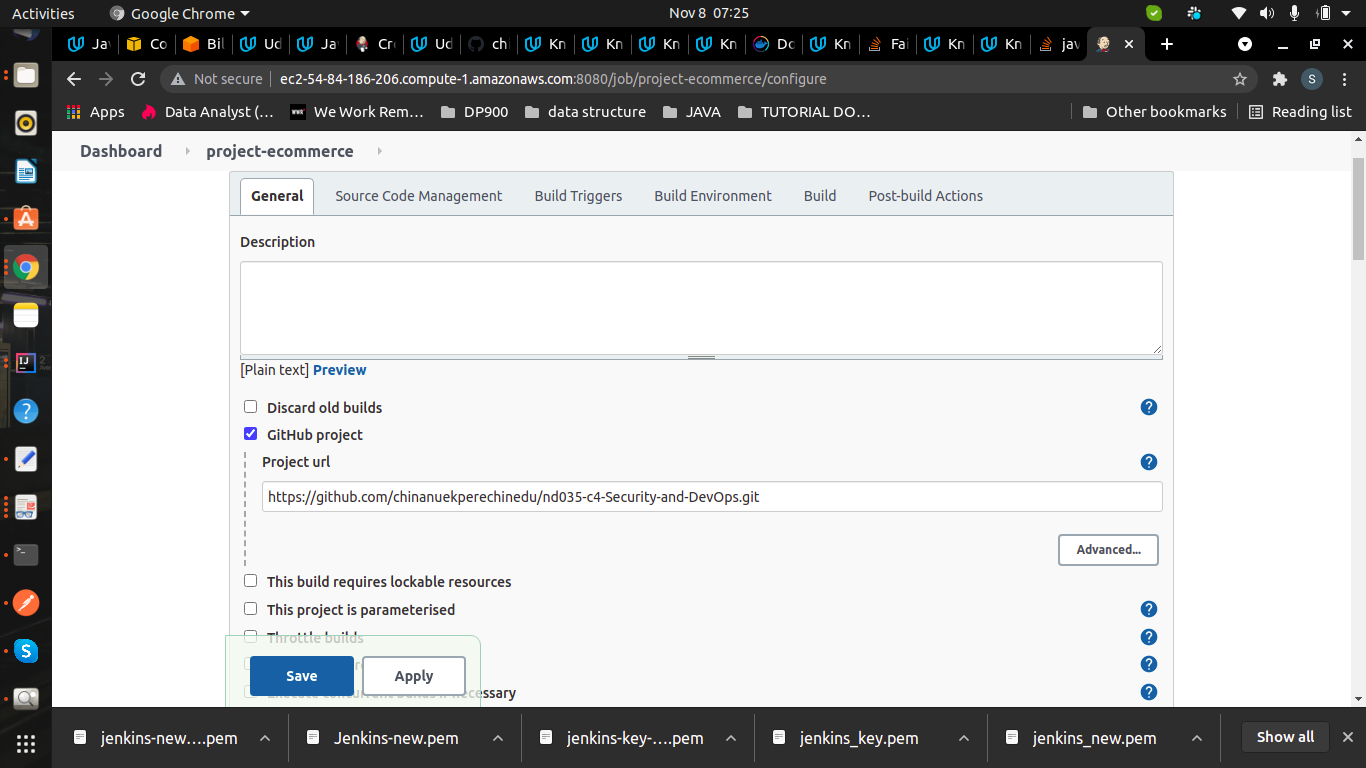 Activities
Google Chrome
Nov 8 07:25
Ja
Co
Bil
Ud
Ja
Cr
Ud
ch
Kn
Kn
Kn
Kn
Do
Kn
Fai
Kn
Kn
jav
Not secure
ec2-54-84-186-206.compute-1.amazonaws.com:8080/job/project-ecommerce/configure
S
Apps
Data Analyst (...
We Work Rem...
DP900
data structure
JAVA
TUTORIAL DO...
Other bookmarks
Reading list
Dashboard
project-ecommerce
General
Source Code Management
Build Triggers
Build Environment
Build
Post-build Actions
Description
[Plain text] Preview
Discard old builds
GitHub project
Project url
https://github.com/chinanuekperechinedu/nd035-c4-Security-and-DevOps.git
Advanced...
This build requires lockable resources
This project is parameterised
Throttle builds
Execute concurrent builds if necessary
Save
Apply
jenkins-new....pem
Jenkins-new.pem
jenkins-key-....pem
jenkins_key.pem
jenkins_new.pem
Show all